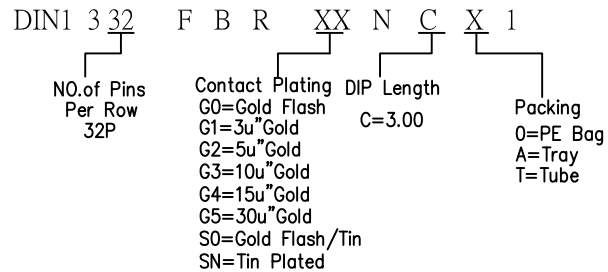 DIN1 3 32 F B R XX N C X 1
NO.of Pins
Per Row
32P
Contact Plating
G0=Gold Flash
G1=3u"Gold
G2=5u"Gold
G3=10u"Gold
G4=15u"Gold
G5=30u"Gold
S0=Gold Flash/Tin
SN=Tin Plated
DIP Length
C=3.00
Packing
0=PE Bag
A=Tray
T=Tube